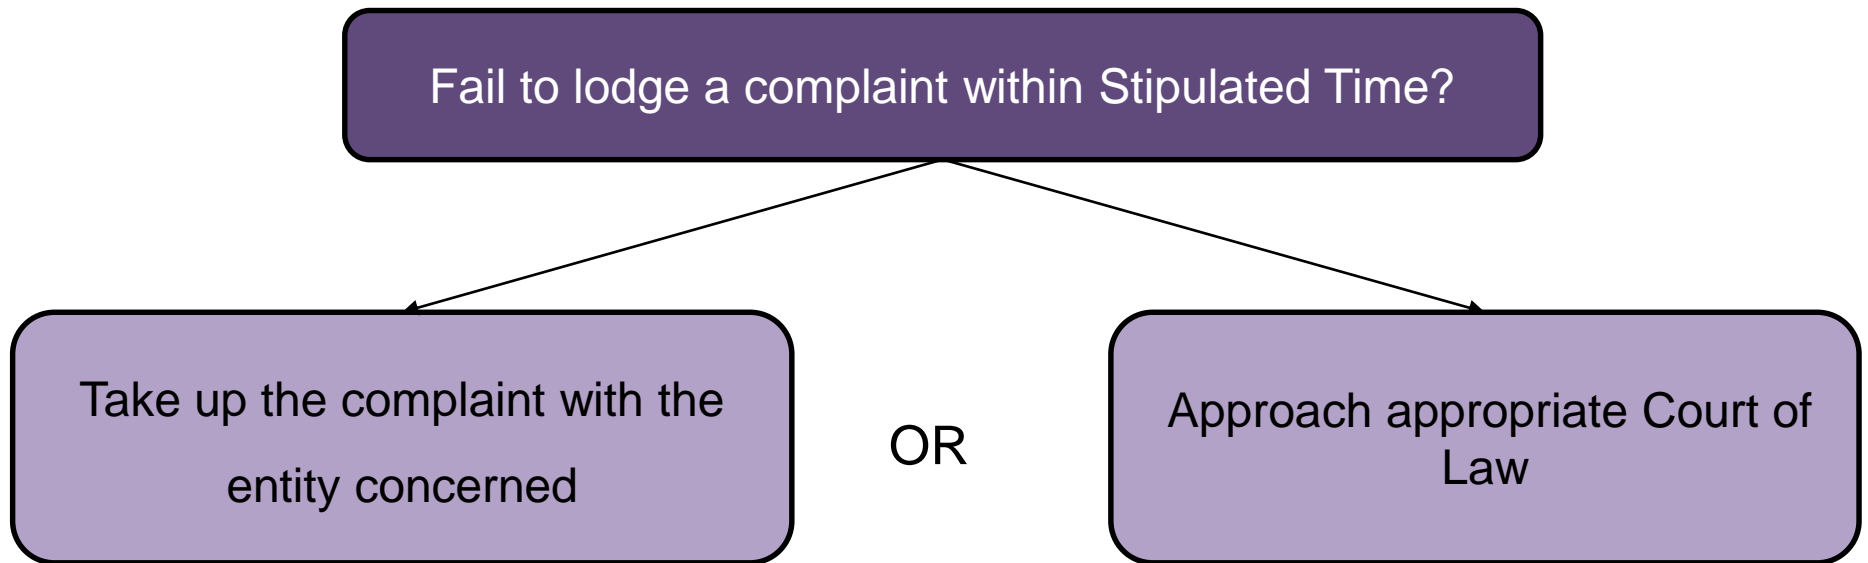 Fail to lodge a complaint within Stipulated Time?
Take up the complaint with the
entity concerned
OR
Approach appropriate Court of
Law